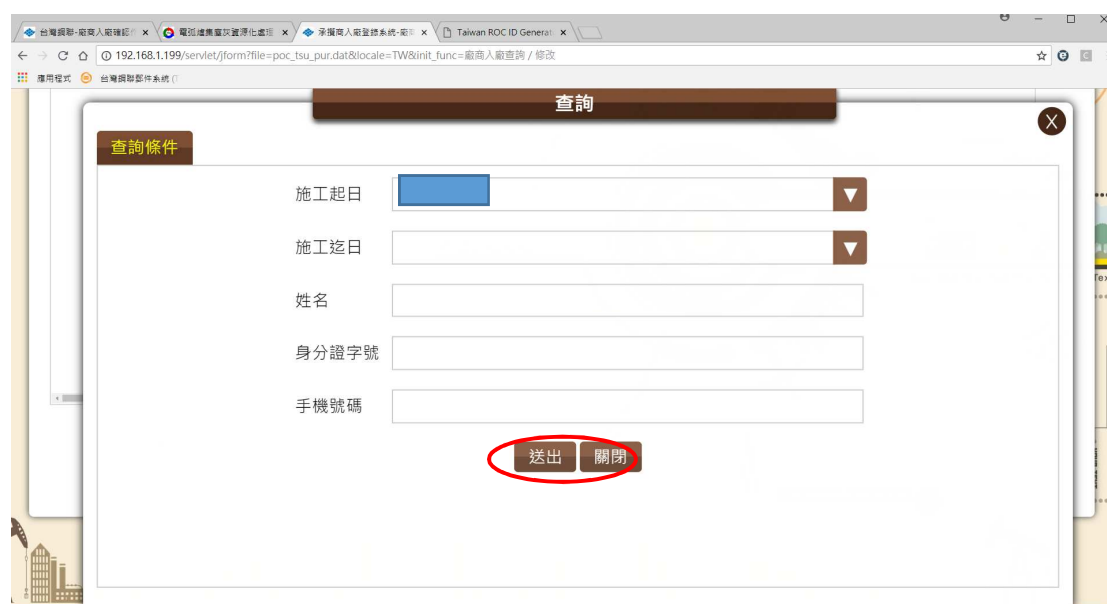 台灣鋼聯-廠商入廠確認
電弧爐集塵灰資源化處理
承攬商入廠登錄系統-廠
Taiwan ROC ID Generat
192.168.1.199/servlet/jform?file=poc_tsu_pur.dat&locale=TW&init_func=廠商入廠查詢 / 修改
應用程式
台灣鋼聯郵件系統 (T
查詢
X
查詢條件
施工起日
施工迄日
姓名
身分證字號
手機號碼
送出 關閉
Tex